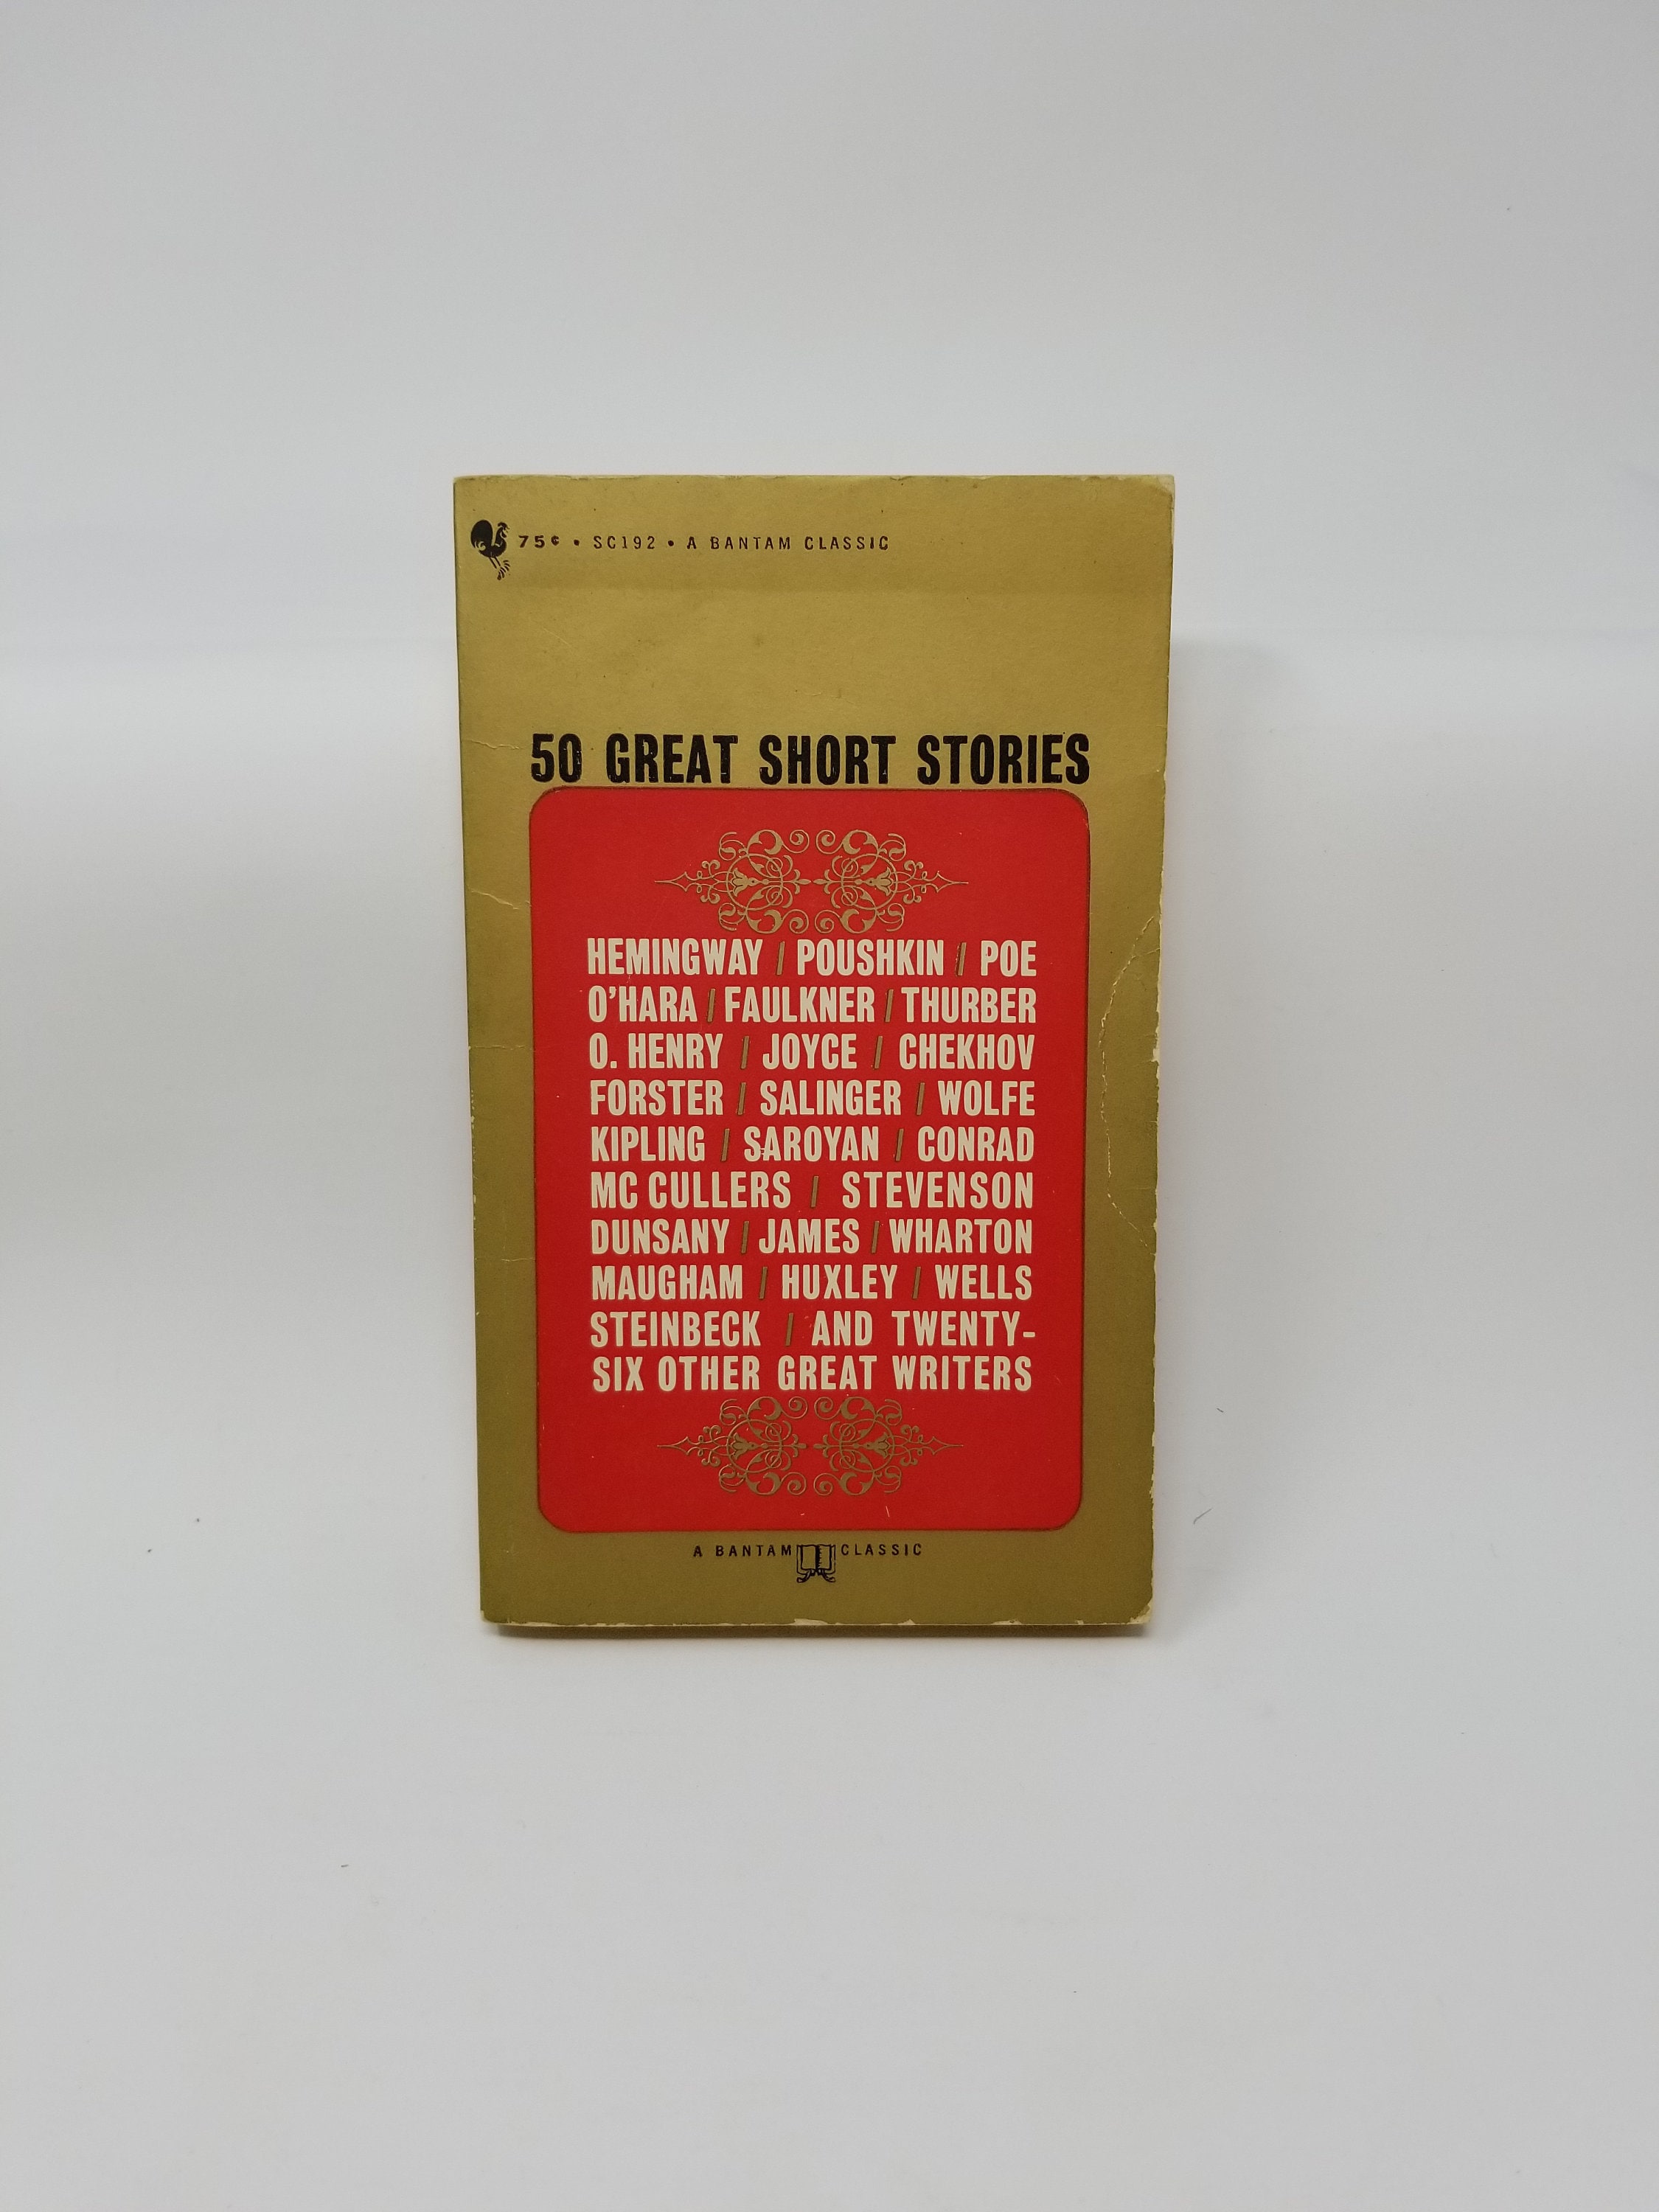 75¢ • SC192 • A BANTAM CLASSIC
50 GREAT SHORT STORIES
HEMINGWAY / POUSHKIN / POE
O'HARA / FAULKNER / THURBER
O. HENRY / JOYCE / CHEKHOV
FORSTER / SALINGER / WOLFE
KIPLING / SAROYAN / CONRAD
MC CULLERS / STEVENSON
DUNSANY / JAMES / WHARTON
MAUGHAM / HUXLEY / WELLS
STEINBECK / AND TWENTY-
SIX OTHER GREAT WRITERS
A BANTAM CLASSIC